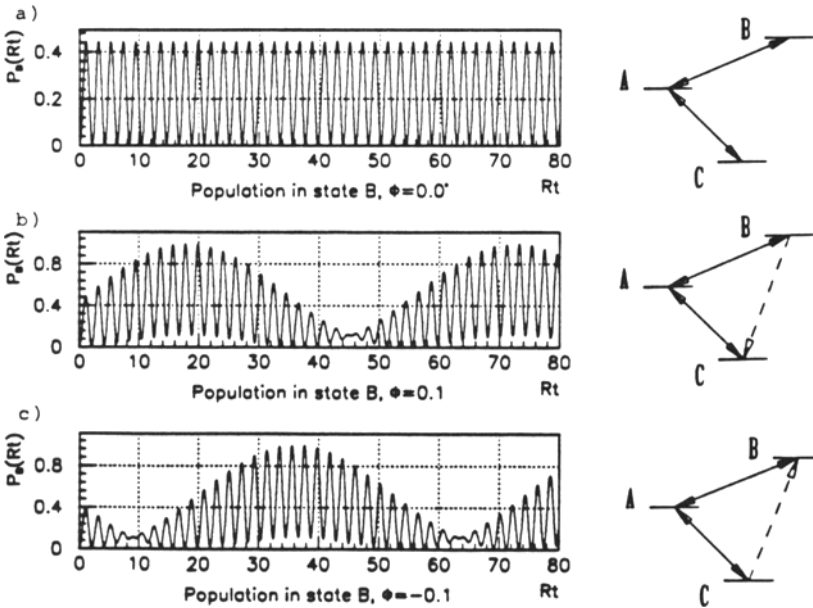 a)
P_B(Rt)
0.4
0.2
0
0 10 20 30 40 50 60 70 80
Population in state B, Φ=0.0° Rt
B
A
C
b)
P_B(Rt)
0.8
0.4
0
0 10 20 30 40 50 60 70 80
Population in state B, Φ=0.1 Rt
B
A
C
c)
P_B(Rt)
0.8
0.4
0
0 10 20 30 40 50 60 70 80
Population in state B, Φ=−0.1 Rt
B
A
C